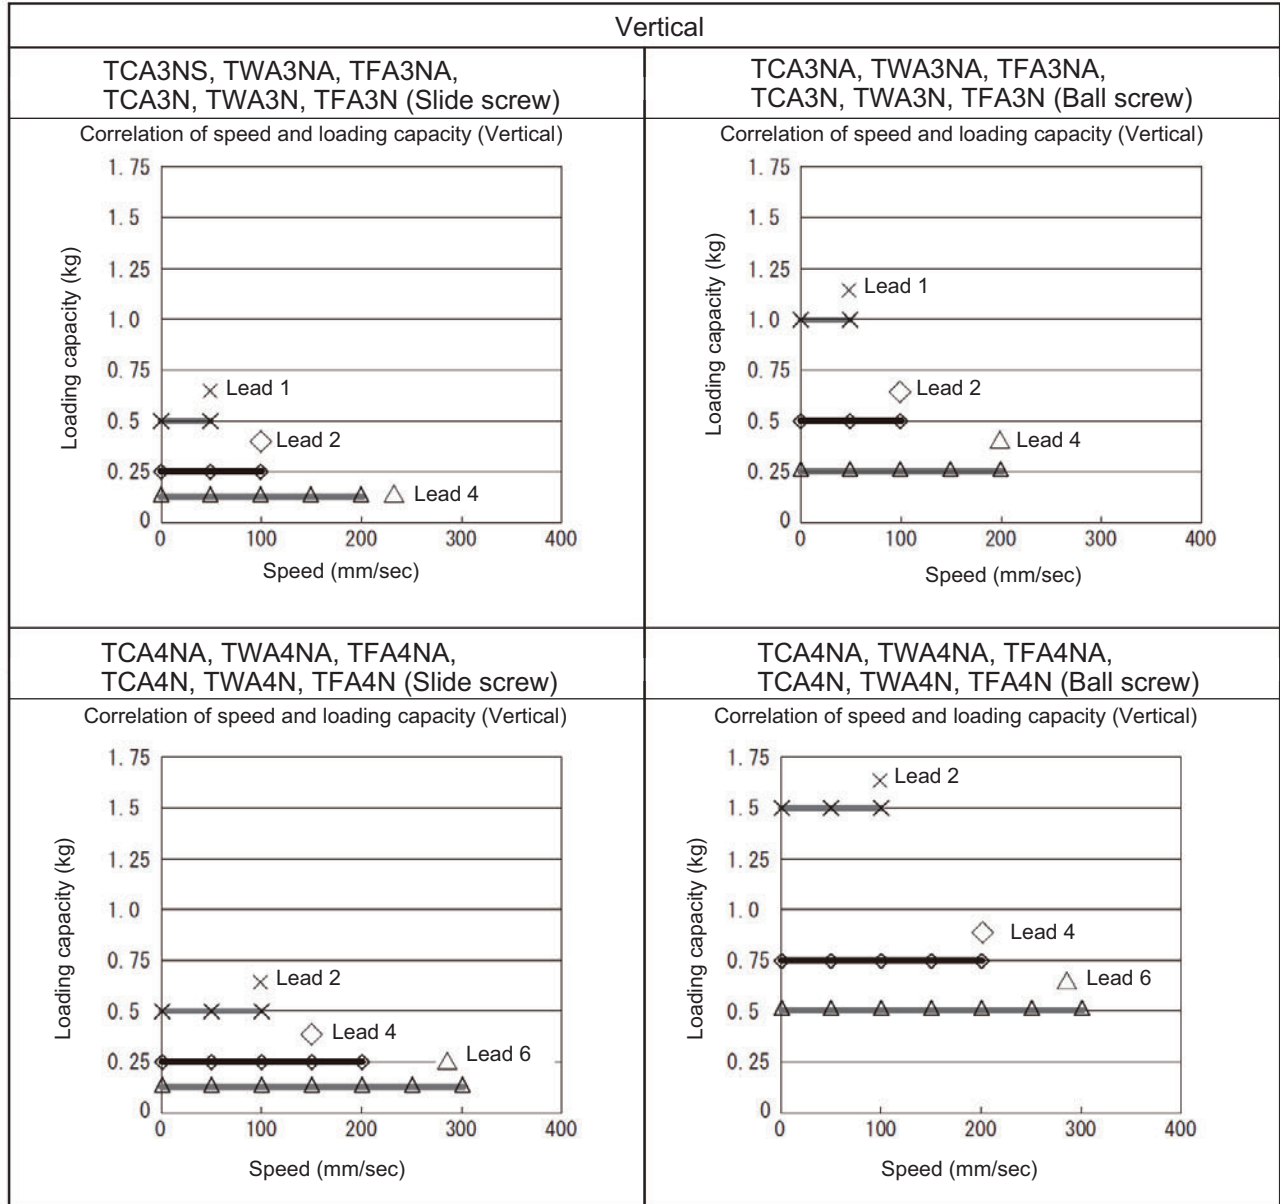 Vertical
TCA3NS, TWA3NA, TFA3NA,
TCA3N, TWA3N, TFA3N (Slide screw)
Correlation of speed and loading capacity (Vertical)
Loading capacity (kg)
1.75
1.5
1.25
1.0
0.75
0.5
0.25
0
Lead 1
Lead 2
Lead 4
0 100 200 300 400
Speed (mm/sec)
TCA3NA, TWA3NA, TFA3NA,
TCA3N, TWA3N, TFA3N (Ball screw)
Correlation of speed and loading capacity (Vertical)
Loading capacity (kg)
1.75
1.5
1.25
1.0
0.75
0.5
0.25
0
Lead 1
Lead 2
Lead 4
0 100 200 300 400
Speed (mm/sec)
TCA4NA, TWA4NA, TFA4NA,
TCA4N, TWA4N, TFA4N (Slide screw)
Correlation of speed and loading capacity (Vertical)
Loading capacity (kg)
1.75
1.5
1.25
1.0
0.75
0.5
0.25
0
Lead 2
Lead 4
Lead 6
0 100 200 300 400
Speed (mm/sec)
TCA4NA, TWA4NA, TFA4NA,
TCA4N, TWA4N, TFA4N (Ball screw)
Correlation of speed and loading capacity (Vertical)
Loading capacity (kg)
1.75
1.5
1.25
1.0
0.75
0.5
0.25
0
Lead 2
Lead 4
Lead 6
0 100 200 300 400
Speed (mm/sec)